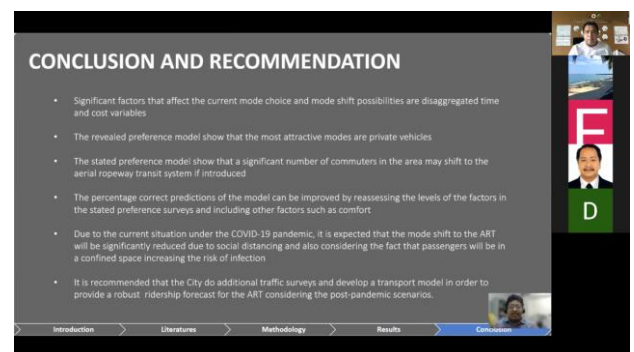 CONCLUSION AND RECOMMENDATION
• Significant factors that affect the current mode choice and mode shift possibilities are disaggregated time
and cost variables
• The revealed preference model show that the most attractive modes are private vehicles
• The stated preference model show that a significant number of commuters in the area may shift to the
aerial ropeway transit system if introduced
• The percentage correct predictions of the model can be improved by reassessing the levels of the factors in
the stated preference surveys and including other factors such as comfort
• Due to the current situation under the COVID-19 pandemic, it is expected that the mode shift to the ART
will be significantly reduced due to social distancing and also considering the fact that passengers will be in
a confined space increasing the risk of infection
• It is recommended that the City do additional traffic surveys and develop a transport model in order to
provide a robust ridership forecast for the ART considering the post-pandemic scenarios.
Introduction
Literatures
Methodology
Results
Conclusion
F
D